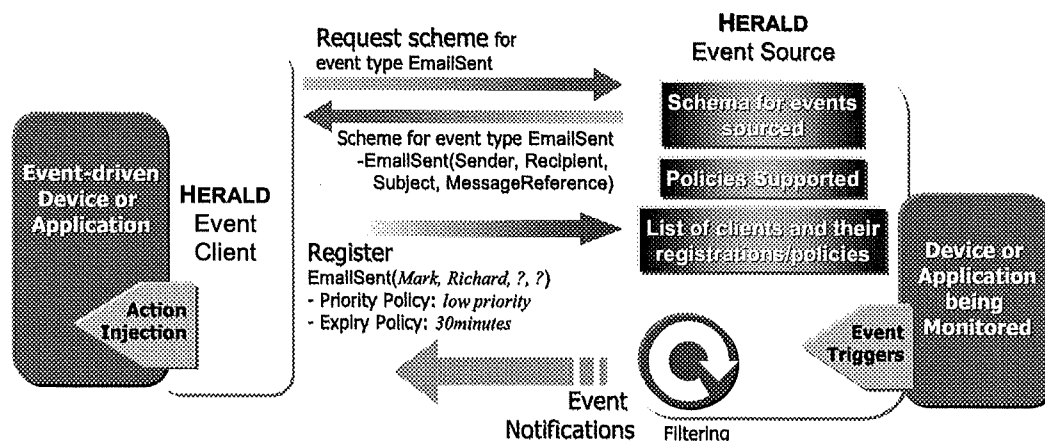 Request scheme for
event type EmailSent
HERALD
Event Source
Schema for events
sourced
Scheme for event type EmailSent
-EmailSent(Sender, Recipient,
Subject, MessageReference)
Policies Supported
Event-driven
Device or
Application
HERALD
Event
Client
List of clients and their
registrations/policies
Register
EmailSent(Mark, Richard, ?, ?)
- Priority Policy: low priority
- Expiry Policy: 30minutes
Device or
Application
being
Monitored
Action
Injection
Event
Triggers
Event
Notifications
Filtering